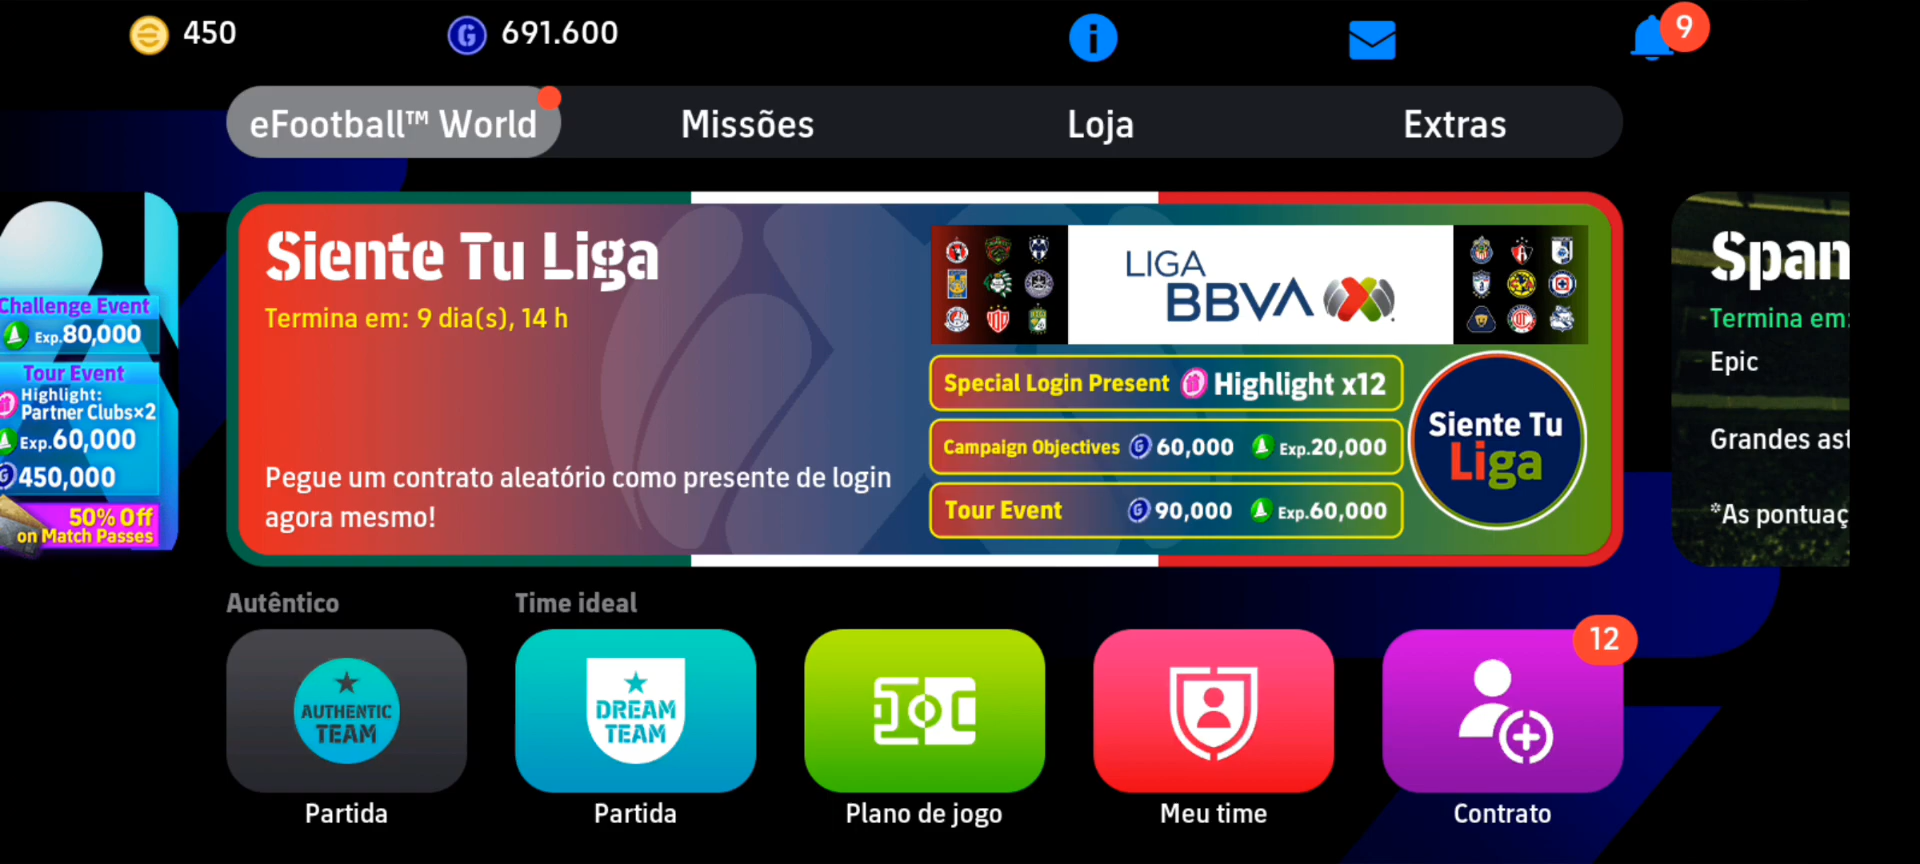 450
691.600
9
eFootball™ World
Missões
Loja
Extras
Challenge Event
Exp.80,000
Tour Event
Highlight:
Partner Clubs×2
Exp.60,000
450,000
50% Off
on Match Passes
Siente Tu Liga
Termina em: 9 dia(s), 14 h
Pegue um contrato aleatório como presente de login
agora mesmo!
LIGA
BBVA
Special Login Present Highlight x12
Campaign Objectives 60,000 Exp.20,000
Tour Event 90,000 Exp.60,000
Siente Tu
Liga
Span
Termina em:
Epic
Grandes ast
*As pontuaç
Autêntico
Time ideal
AUTHENTIC
TEAM
Partida
DREAM
TEAM
Partida
Plano de jogo
Meu time
12
Contrato